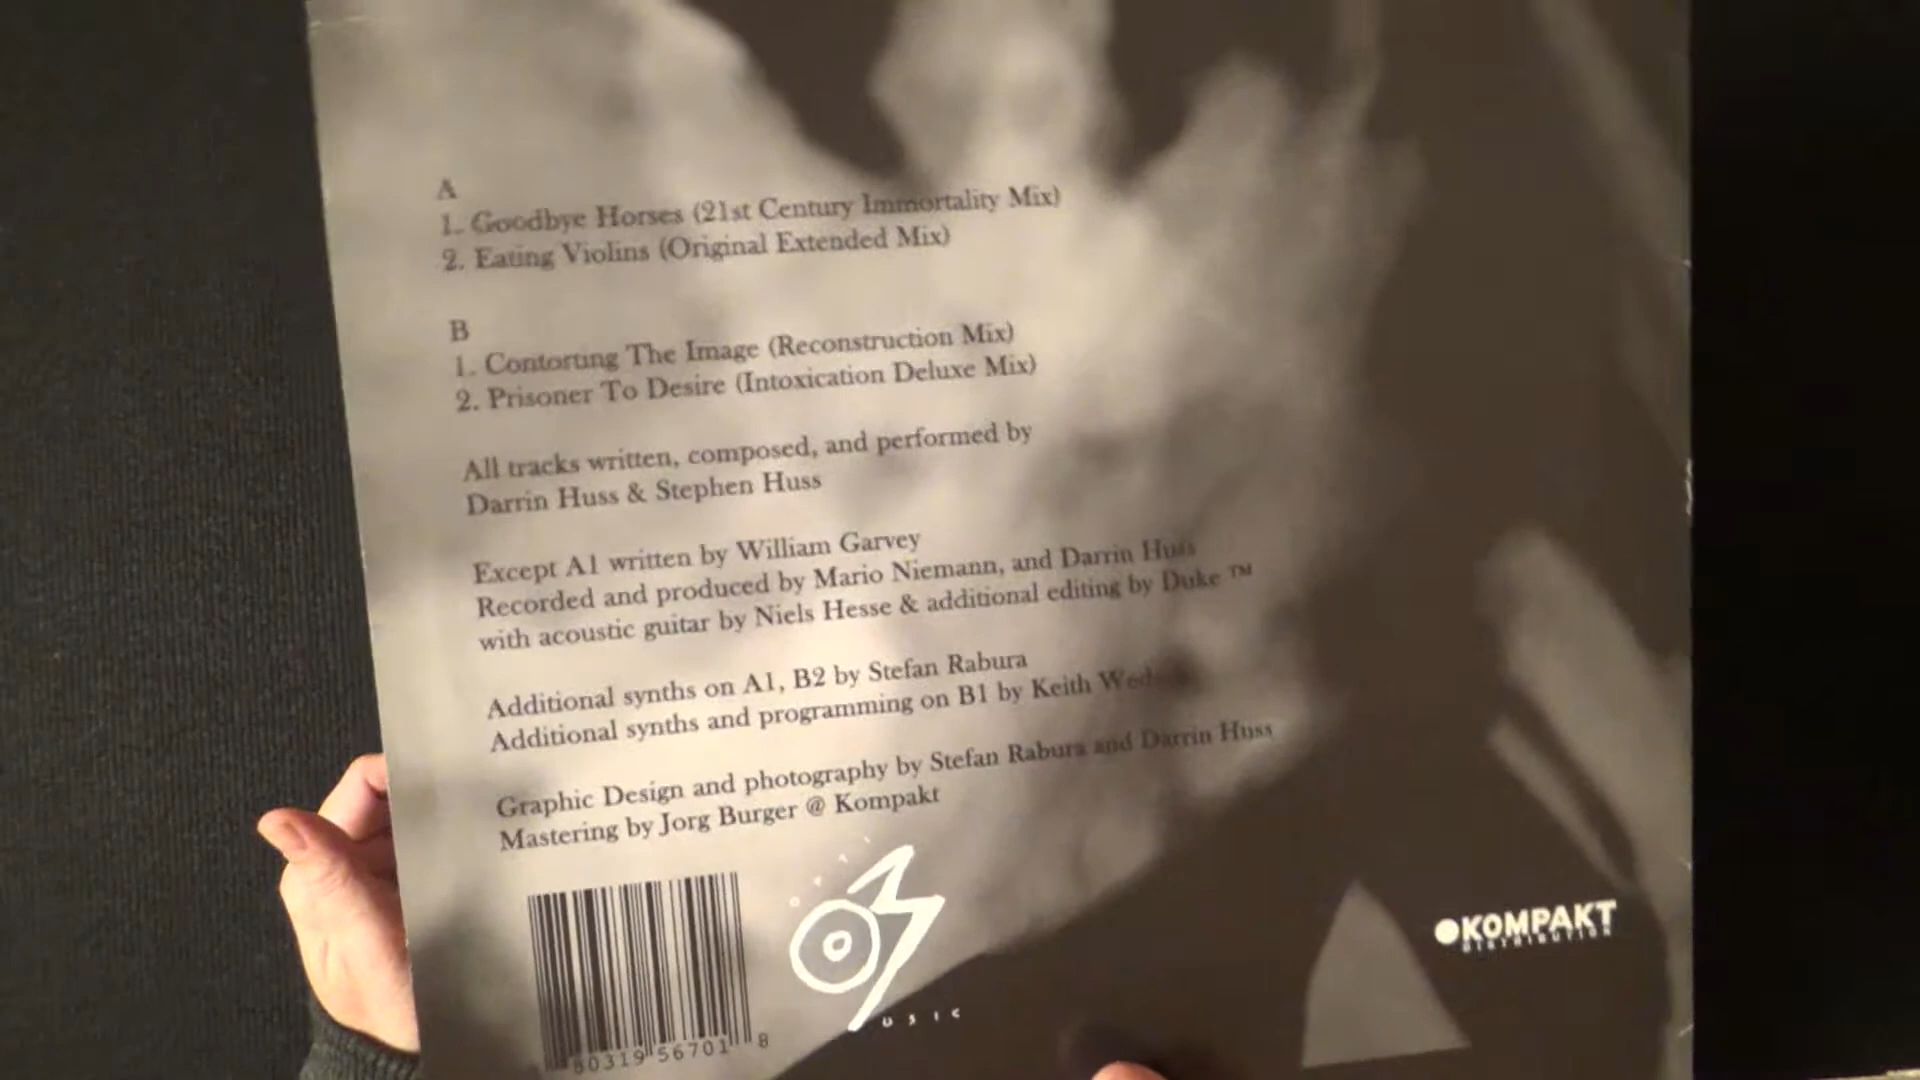 A
1. Goodbye Horses (21st Century Immortality Mix)
2. Eating Violins (Original Extended Mix)
B
1. Contorting The Image (Reconstruction Mix)
2. Prisoner To Desire (Intoxication Deluxe Mix)
All tracks written, composed, and performed by
Darrin Huss & Stephen Huss
Except A1 written by William Garvey
Recorded and produced by Mario Niemann, and Darrin Huss
with acoustic guitar by Niels Hesse & additional editing by Duke ™
Additional synths on A1, B2 by Stefan Rabura
Additional synths and programming on B1 by Keith
Graphic Design and photography by Stefan Rabura and Darrin Huss
Mastering by Jorg Burger @ Kompakt
80319 56701 8
KOMPAKT
DISTRIBUTION